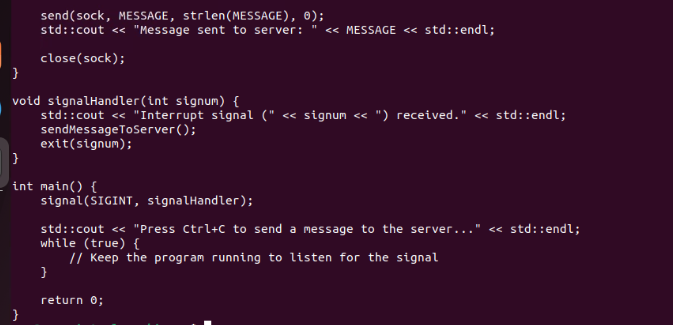 send(sock, MESSAGE, strlen(MESSAGE), 0);
std::cout << "Message sent to server: " << MESSAGE << std::endl;
close(sock);
}
void signalHandler(int signum) {
std::cout << "Interrupt signal (" << signum << ") received." << std::endl;
sendMessageToServer();
exit(signum);
}
int main() {
signal(SIGINT, signalHandler);
std::cout << "Press Ctrl+C to send a message to the server..." << std::endl;
while (true) {
// Keep the program running to listen for the signal
}
return 0;
}